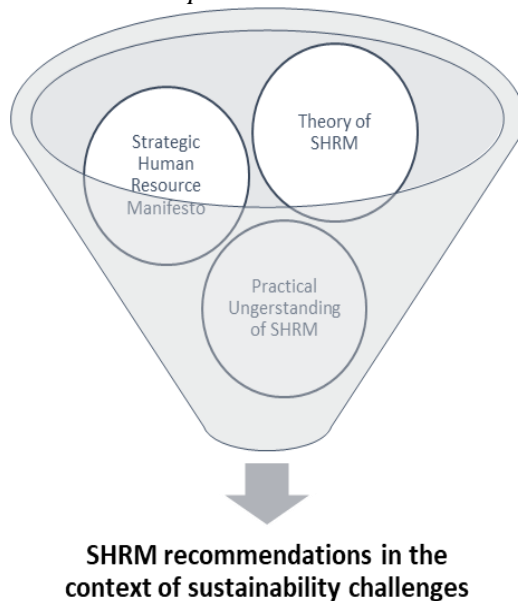 Strategic
Human
Resource
Manifesto
Theory of
SHRM
Practical
Ungerstanding
of SHRM
SHRM recommendations in the
context of sustainability challenges